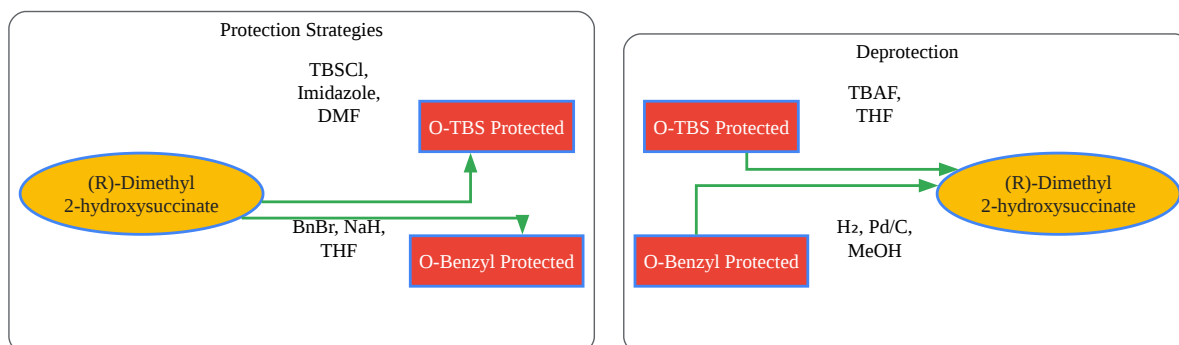 Protection Strategies
TBSCl,
Imidazole,
DMF
O-TBS Protected
(R)-Dimethyl
2-hydroxysuccinate
BnBr, NaH,
THF
O-Benzyl Protected
Deprotection
TBAF,
THF
O-TBS Protected
(R)-Dimethyl
2-hydroxysuccinate
H₂, Pd/C,
MeOH
O-Benzyl Protected